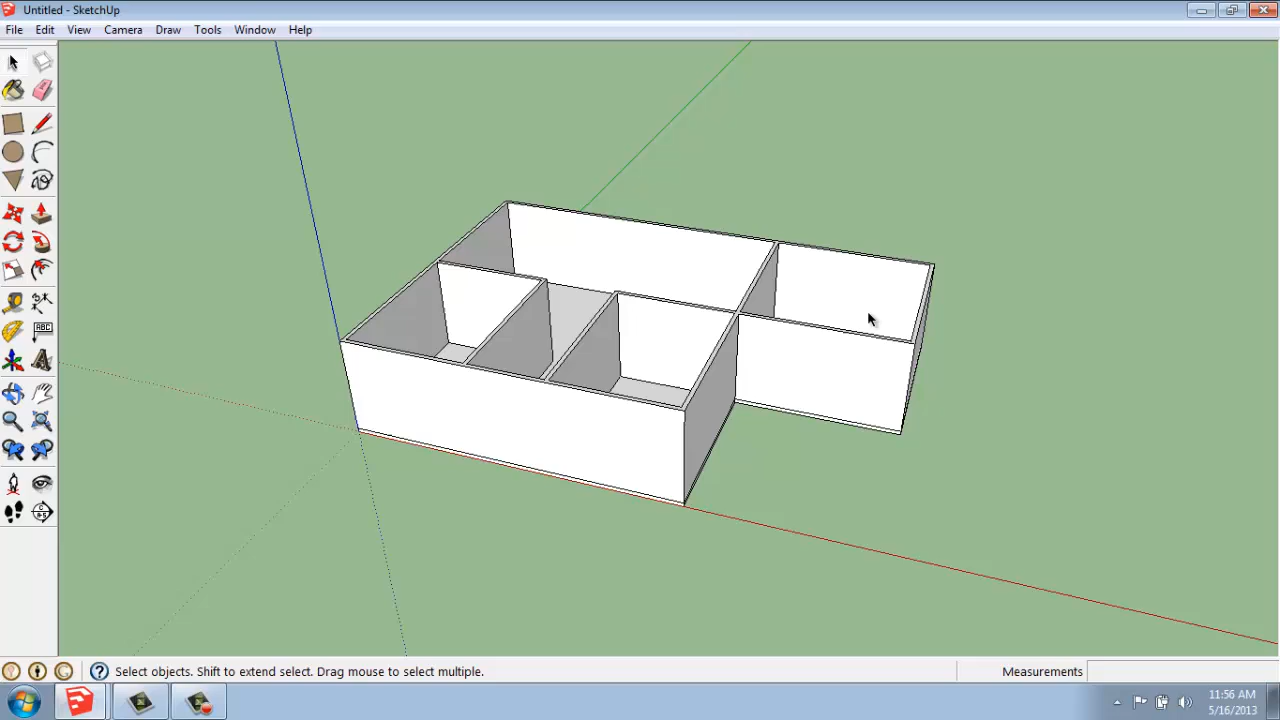 Untitled - SketchUp
File Edit View Camera Draw Tools Window Help
ABC
A
Select objects. Shift to extend select. Drag mouse to select multiple.
Measurements
11:56 AM
5/16/2013